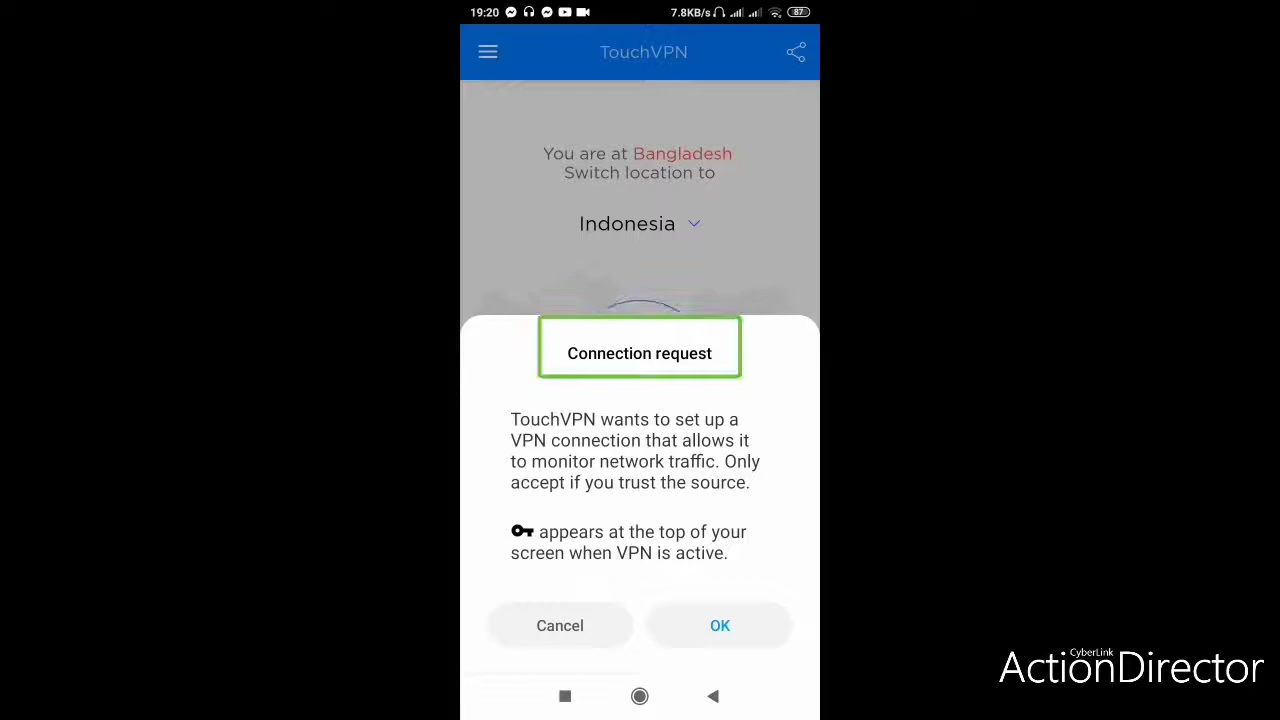 19:20
7.8KB/s
87
TouchVPN
You are at Bangladesh
Switch location to
Indonesia
Connection request
TouchVPN wants to set up a
VPN connection that allows it
to monitor network traffic. Only
accept if you trust the source.
appears at the top of your
screen when VPN is active.
Cancel
OK
CyberLink
ActionDirector